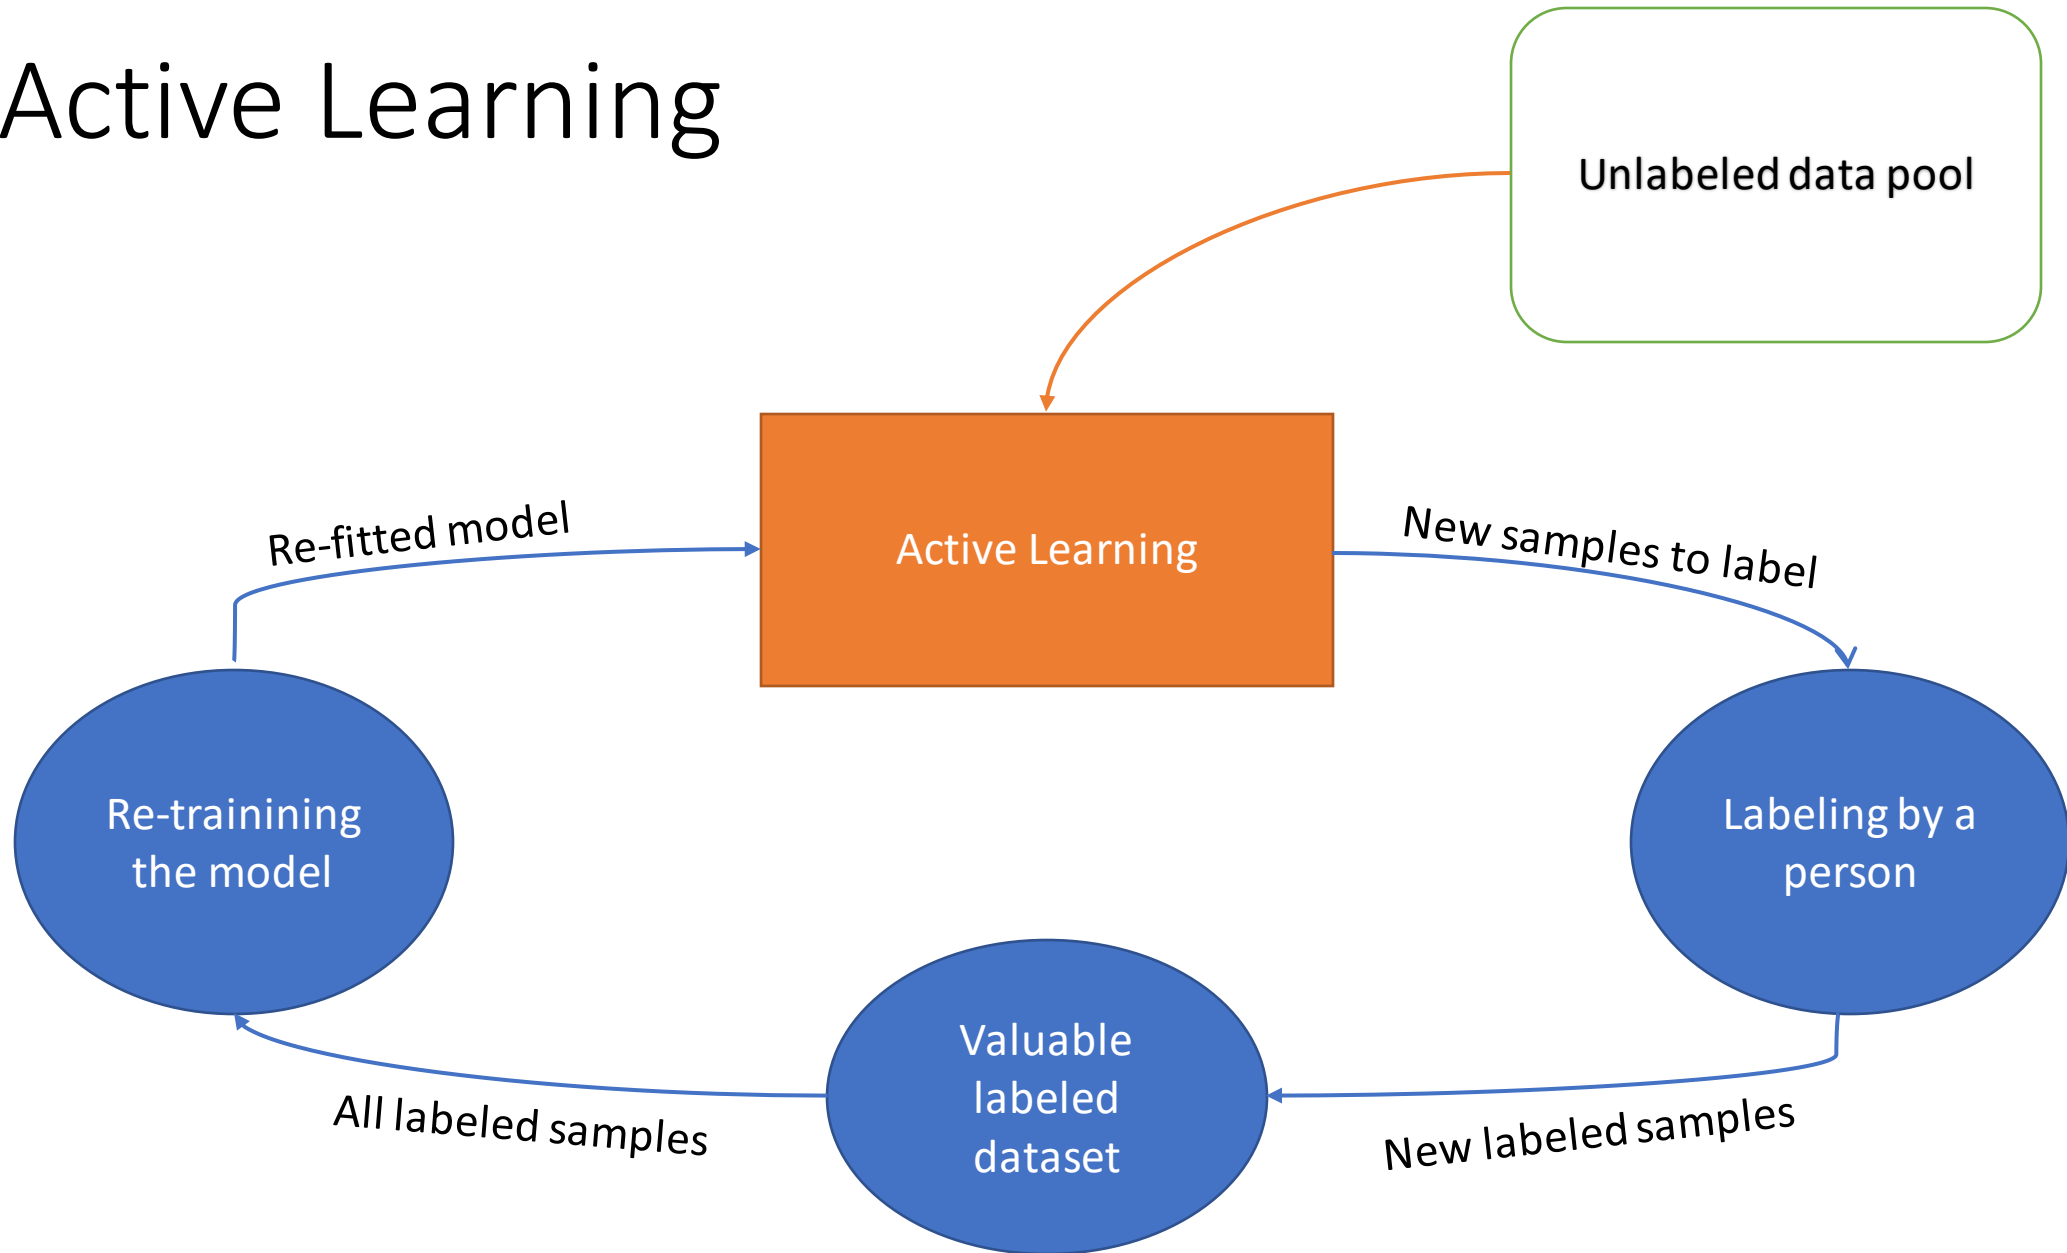 Active Learning
Unlabeled data pool
Re-fitted model
Active Learning
New samples to label
Re-trainining
the model
Labeling by a
person
Valuable
labeled
dataset
All labeled samples
New labeled samples